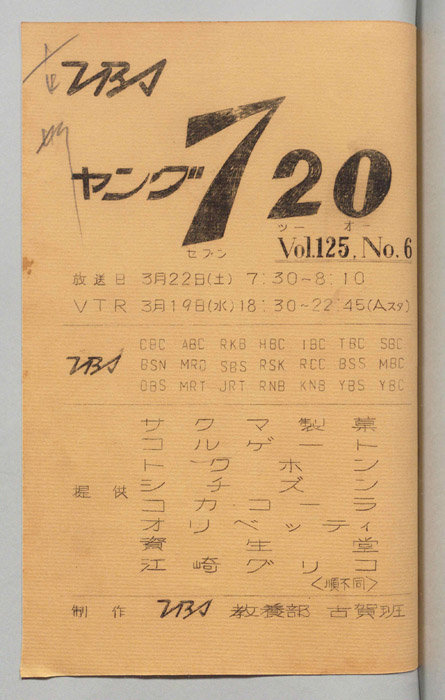 TBS
ヤング720
セブン ツー オー
Vol.125, No.6
放送日 3月22日(土) 7:30~8:10
VTR 3月19日(水) 18:30~22:45(Aスタ)
CBC ABC RKB HBC IBC TBC SBC
TBS BSN MRO SBS RSK RCC BSS MBC
OBS MRT JRT RNB KNB YBS YBC
サクマ製菓
コルゲート
トークホン
シチズン
提供 コカ・コーラ
オリベッティ
資生堂
江崎グリコ
<順不同>
制作 TBS 教養部 古賀班